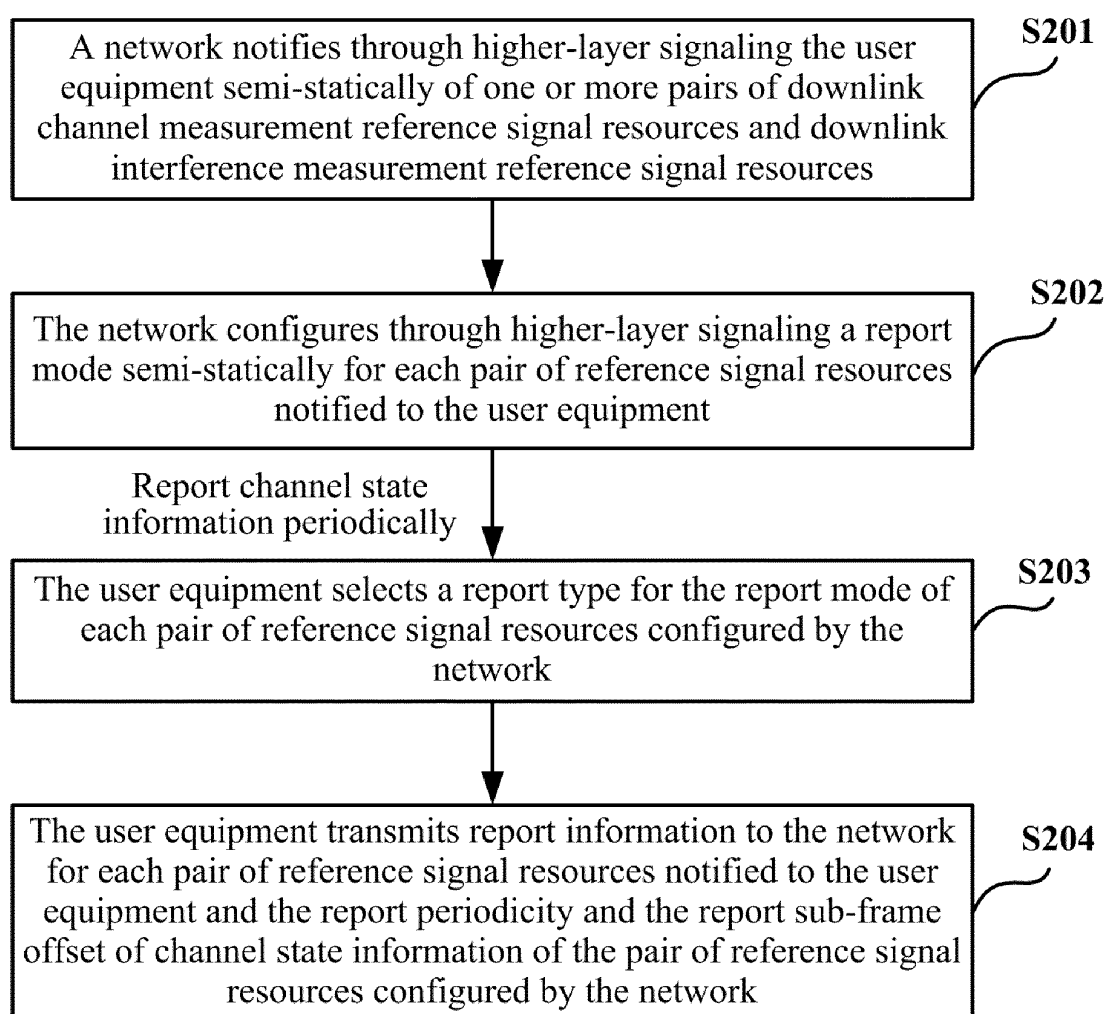 S201
A network notifies through higher-layer signaling the user
equipment semi-statically of one or more pairs of downlink
channel measurement reference signal resources and downlink
interference measurement reference signal resources
S202
The network configures through higher-layer signaling a report
mode semi-statically for each pair of reference signal resources
notified to the user equipment
Report channel state
information periodically
S203
The user equipment selects a report type for the report mode of
each pair of reference signal resources configured by the
network
S204
The user equipment transmits report information to the network
for each pair of reference signal resources notified to the user
equipment and the report periodicity and the report sub-frame
offset of channel state information of the pair of reference signal
resources configured by the network